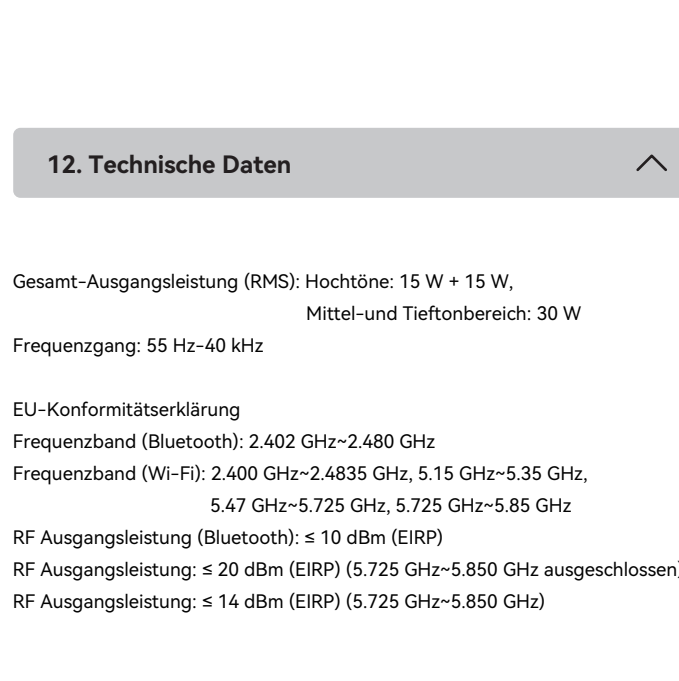 12. Technische Daten
Gesamt-Ausgangsleistung (RMS): Hochtöne: 15 W + 15 W,
Mittel-und Tieftonbereich: 30 W
Frequenzgang: 55 Hz-40 kHz
EU-Konformitätserklärung
Frequenzband (Bluetooth): 2.402 GHz~2.480 GHz
Frequenzband (Wi-Fi): 2.400 GHz~2.4835 GHz, 5.15 GHz~5.35 GHz,
5.47 GHz~5.725 GHz, 5.725 GHz~5.85 GHz
RF Ausgangsleistung (Bluetooth): ≤ 10 dBm (EIRP)
RF Ausgangsleistung: ≤ 20 dBm (EIRP) (5.725 GHz~5.850 GHz ausgeschlossen)
RF Ausgangsleistung: ≤ 14 dBm (EIRP) (5.725 GHz~5.850 GHz)